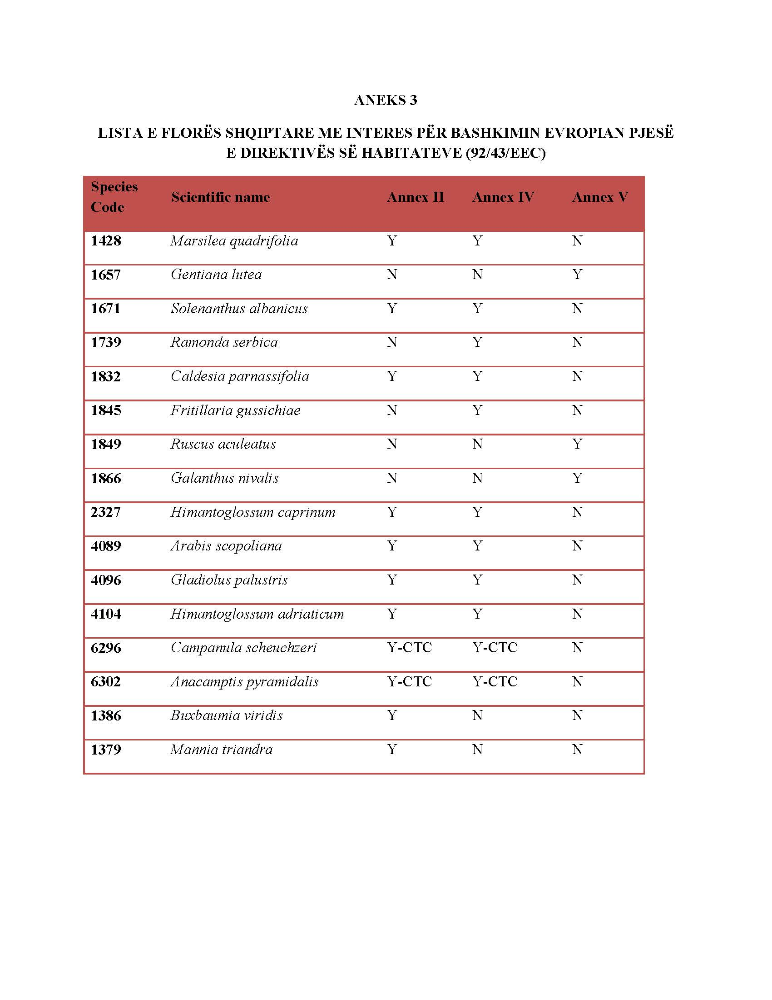 ANEKS 3
LISTA E FLORËS SHQIPTARE ME INTERES PËR BASHKIMIN EVROPIAN PJESË
E DIREKTIVËS SË HABITATEVE (92/43/EEC)
Species Code Scientific name Annex II Annex IV Annex V
1428 Marsilea quadrifolia Y Y N
1657 Gentiana lutea N N Y
1671 Solenanthus albanicus Y Y N
1739 Ramonda serbica N Y N
1832 Caldesia parnassifolia Y Y N
1845 Fritillaria gussichiae N Y N
1849 Ruscus aculeatus N N Y
1866 Galanthus nivalis N N Y
2327 Himantoglossum caprinum Y Y N
4089 Arabis scopoliana Y Y N
4096 Gladiolus palustris Y Y N
4104 Himantoglossum adriaticum Y Y N
6296 Campanula scheuchzeri Y-CTC Y-CTC N
6302 Anacamptis pyramidalis Y-CTC Y-CTC N
1386 Buxbaumia viridis Y N N
1379 Mannia triandra Y N N